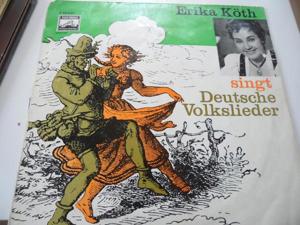 Erika Köth
singt
Deutsche
Volkslieder